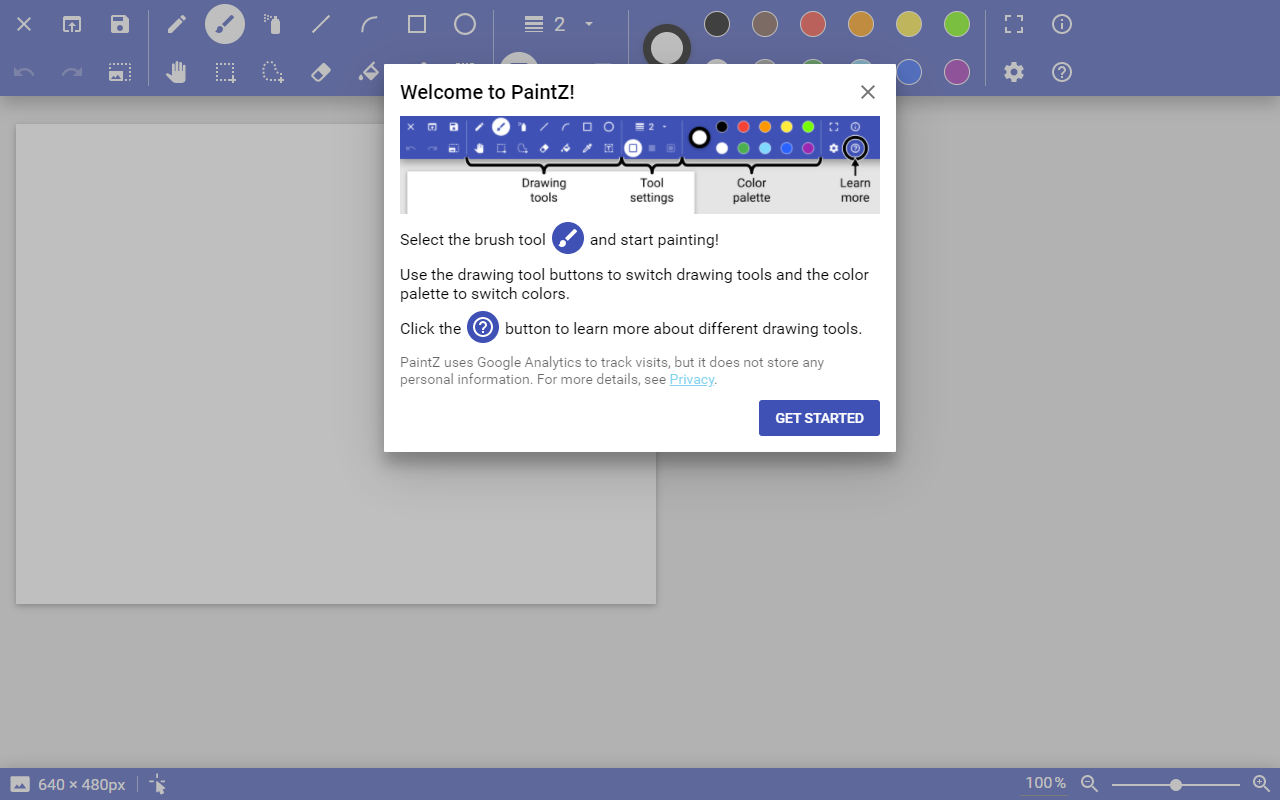 2
Welcome to PaintZ!
2
Drawing tools
Tool settings
Color palette
Learn more
Select the brush tool and start painting!
Use the drawing tool buttons to switch drawing tools and the color
palette to switch colors.
Click the button to learn more about different drawing tools.
PaintZ uses Google Analytics to track visits, but it does not store any
personal information. For more details, see Privacy.
GET STARTED
640 × 480px
100%